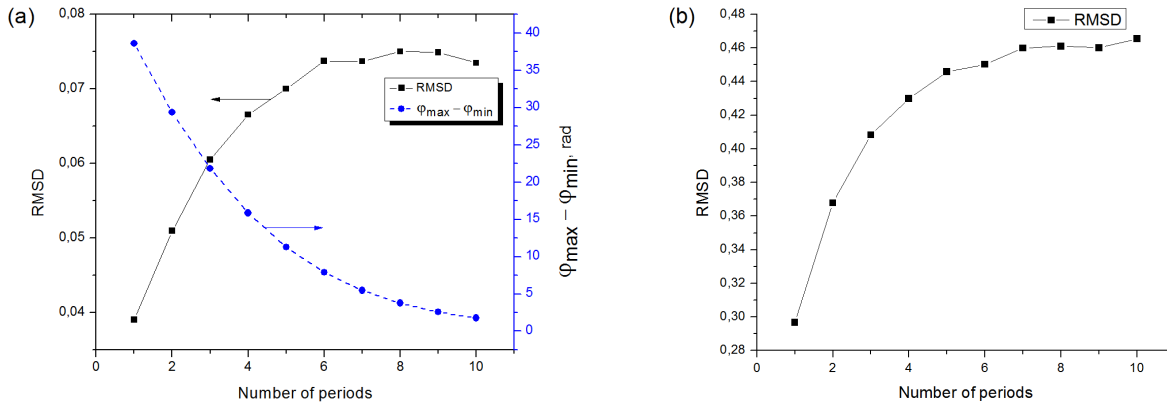 (a)
0,08
0,07
0,06
0,05
0,04
RMSD
40
35
30
25
20
15
10
5
0
φmax – φmin, rad
RMSD
φmax – φmin
0 2 4 6 8 10
Number of periods
(b)
0,48
0,46
0,44
0,42
0,40
0,38
0,36
0,34
0,32
0,30
0,28
RMSD
RMSD
0 2 4 6 8 10
Number of periods